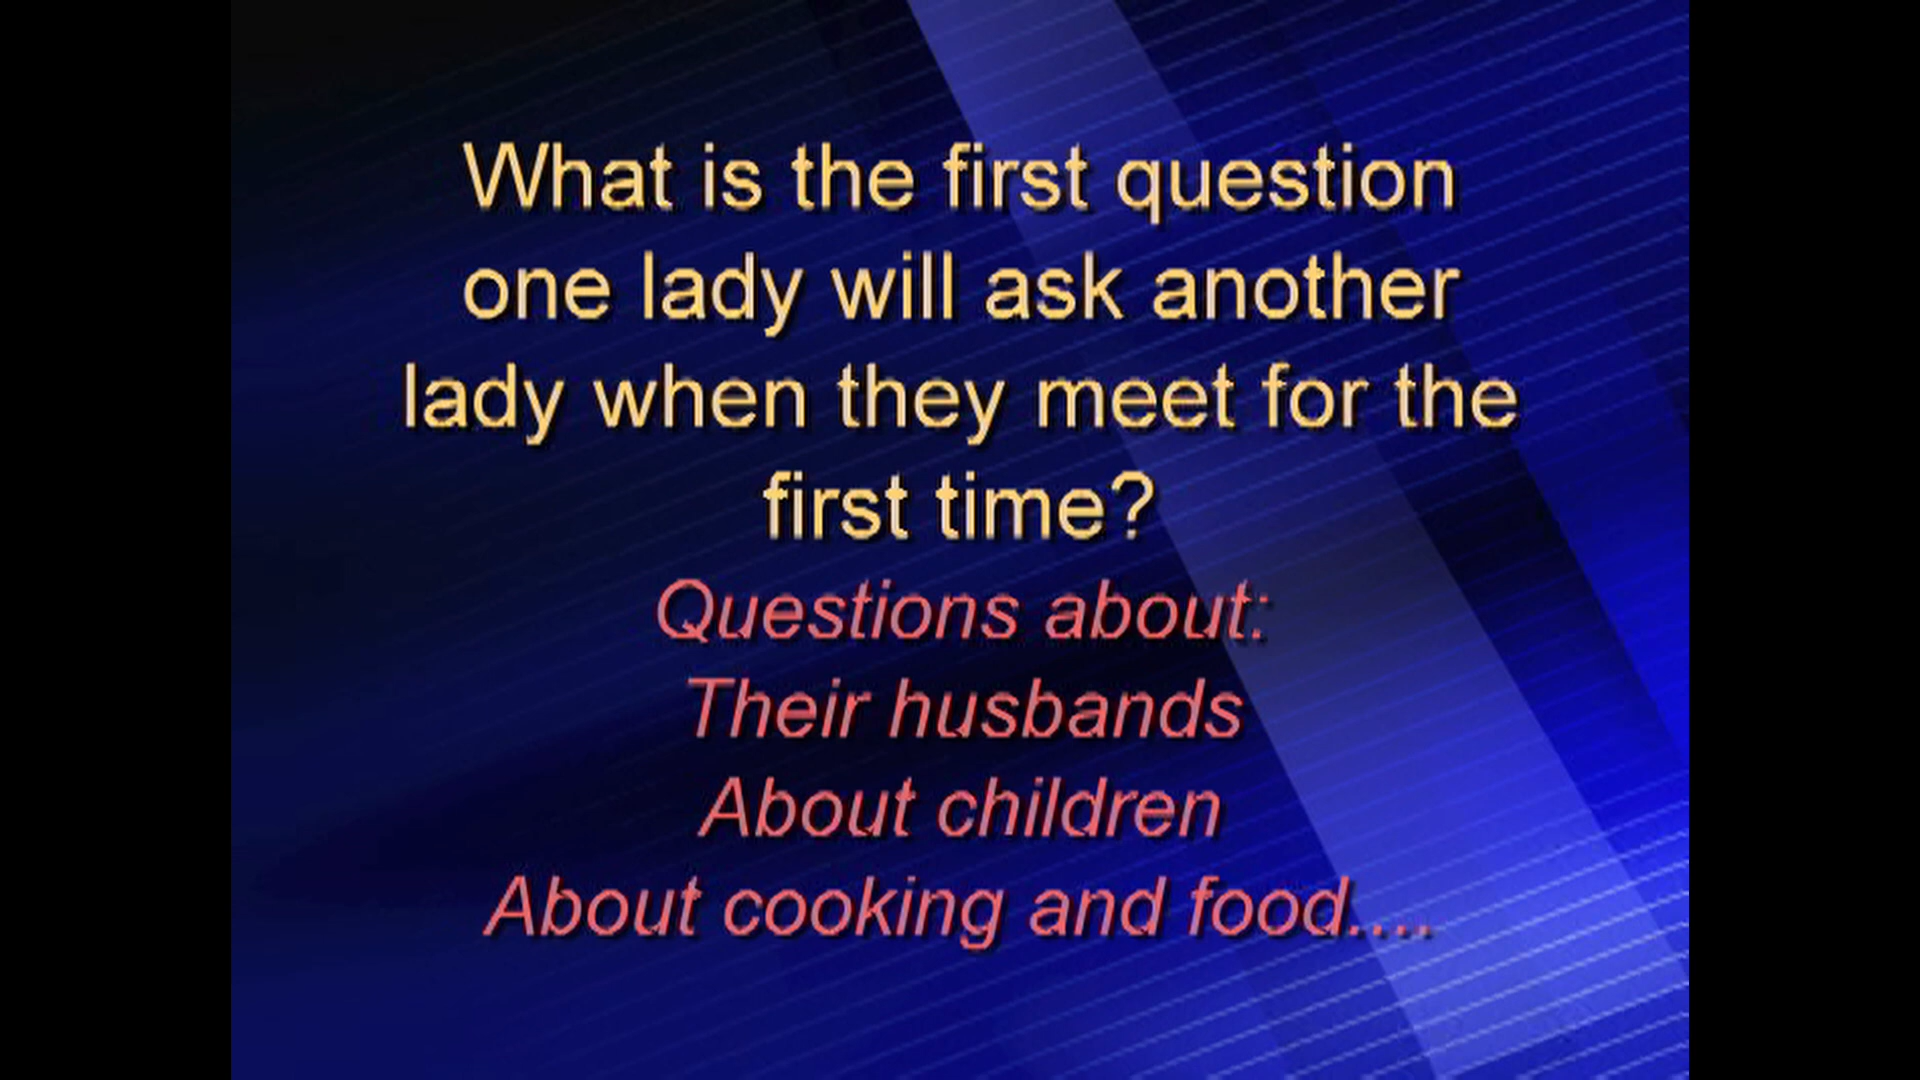 What is the first question
one lady will ask another
lady when they meet for the
first time?
Questions about:
Their husbands
About children
About cooking and food....